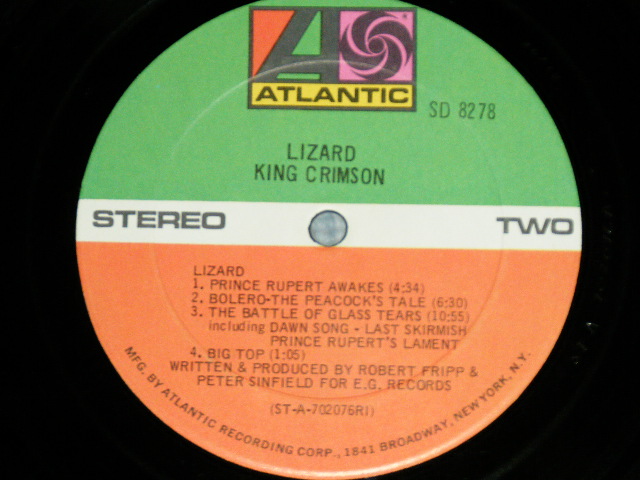 ATLANTIC
SD 8278
LIZARD
KING CRIMSON
STEREO
TWO
LIZARD
1. PRINCE RUPERT AWAKES (4:34)
2. BOLERO-THE PEACOCK'S TALE (6:30)
3. THE BATTLE OF GLASS TEARS (10:55)
including DAWN SONG - LAST SKIRMISH
PRINCE RUPERT'S LAMENT
4. BIG TOP (1:05)
WRITTEN & PRODUCED BY ROBERT FRIPP &
PETER SINFIELD FOR E.G. RECORDS
(ST-A-702076RI)
MFG. BY ATLANTIC RECORDING CORP., 1841 BROADWAY, NEW YORK, N.Y.